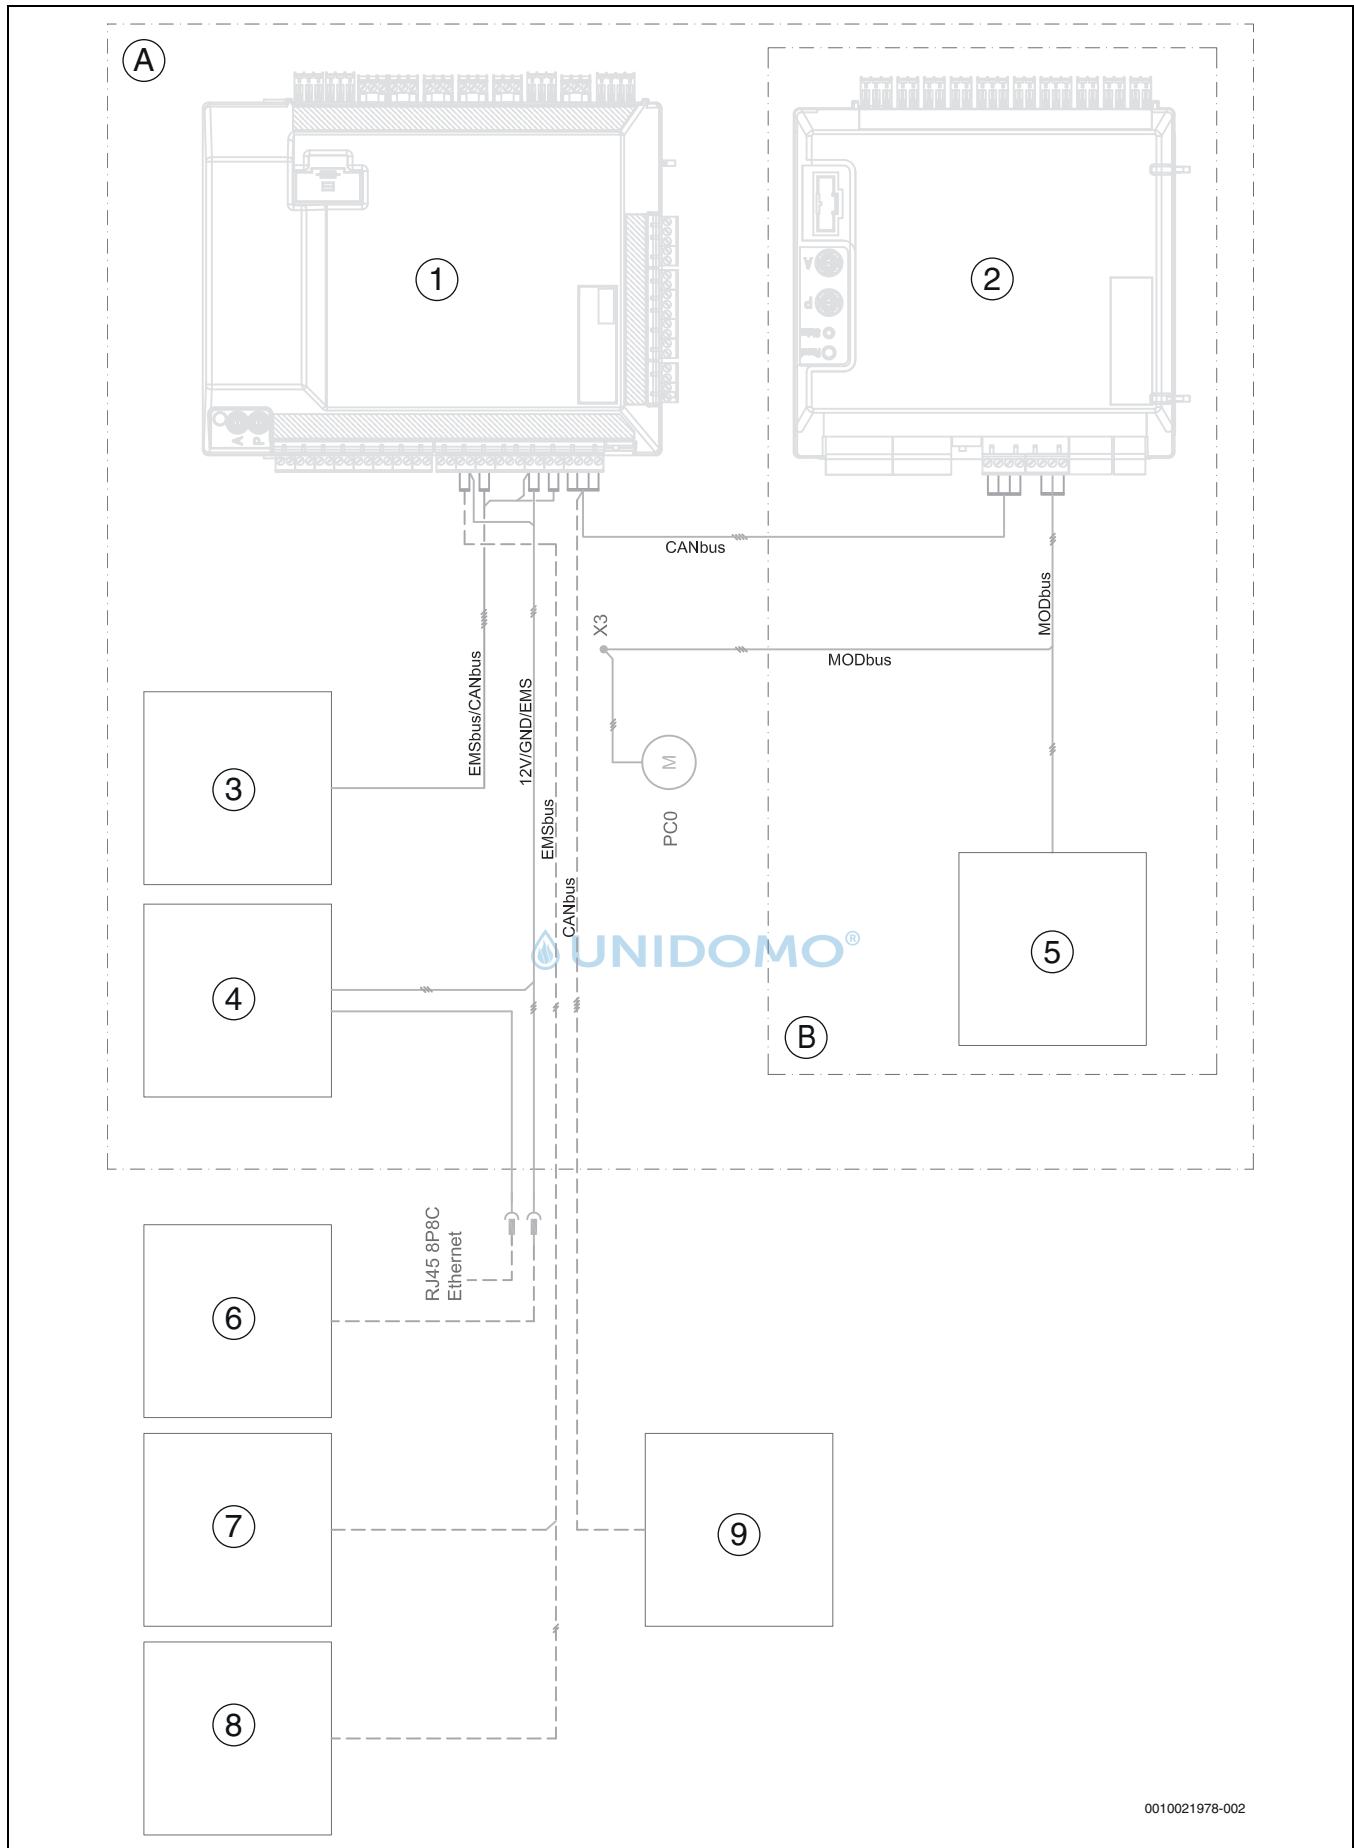 A
1
2
A
P
A
P
CANbus
MODbus
X3
MODbus
EMSbus/CANbus
12V/GND/EMS
3
M
PC0
EMSbus
CANbus
UNIDOMO®
4
5
B
RJ45 8P8C
Ethernet
6
7
9
8
0010021978-002